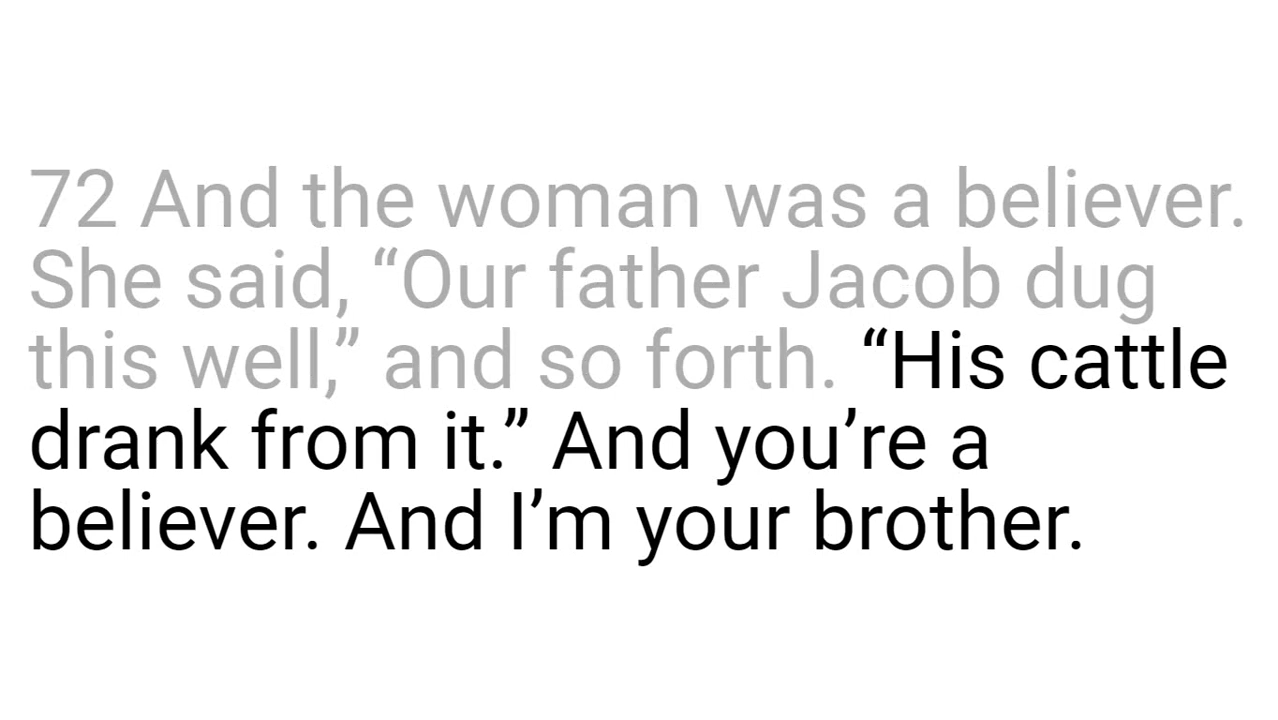 72 And the woman was a believer.
She said, “Our father Jacob dug
this well,” and so forth. “His cattle
drank from it.” And you’re a
believer. And I’m your brother.